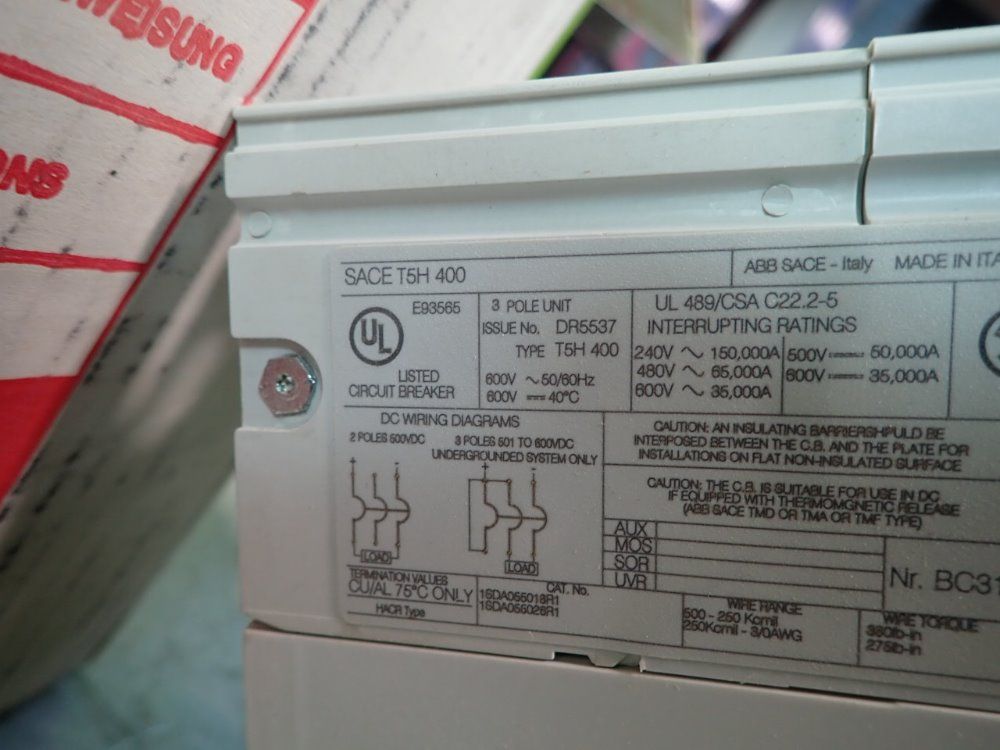 WEISUNG
ONS
SACE T5H 400
ABB SACE - Italy MADE IN ITA
E93565
UL
LISTED
CIRCUIT BREAKER
3 POLE UNIT
ISSUE No. DR5537
TYPE T5H 400
600V ~50/60Hz
600V 40°C
UL 489/CSA C22.2-5
INTERRUPTING RATINGS
240V ~ 150,000A
480V ~ 65,000A
600V ~ 35,000A
500V 50,000A
600V 35,000A
DC WIRING DIAGRAMS
2 POLES 500VDC
3 POLES 501 TO 600VDC
UNDERGROUNDED SYSTEM ONLY
+ -
+ -
LOAD
LOAD
CAUTION: AN INSULATING BARRIERSHPULD BE
INTERPOSED BETWEEN THE C.B. AND THE PLATE FOR
INSTALLATIONS ON FLAT NON-INSULATED SURFACE
CAUTION: THE C.B. IS SUITABLE FOR USE IN DC
IF EQUIPPED WITH THERMOMGNETIC RELEASE
(ABB SACE TMD OR TMA OR TMF TYPE)
AUX
MOS
SOR
UVR
Nr. BC31
TERMINATION VALUES
CU/AL 75°C ONLY
HACR Type
CAT. No.
1SDA055018R1
1SDA055026R1
WIRE RANGE
500 - 250 Kcmil
250Kcmil - 3/0AWG
WIRE TORQUE
380lb-in
275lb-in